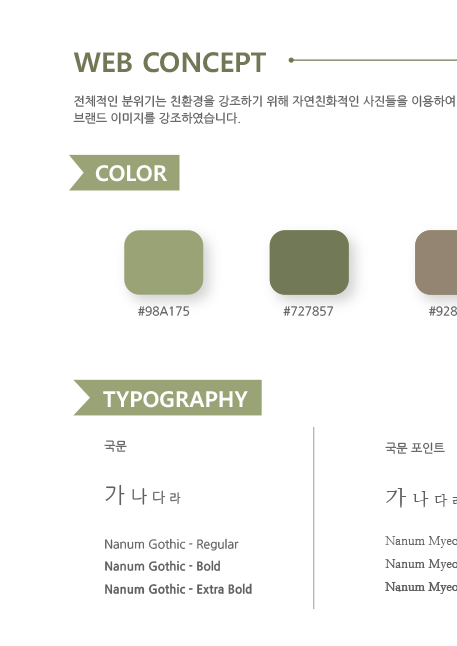 WEB CONCEPT
전체적인 분위기는 친환경을 강조하기 위해 자연친화적인 사진들을 이용하여
브랜드 이미지를 강조하였습니다.
COLOR
#98A175 #727857 #928
TYPOGRAPHY
국문
가 나 다 라
Nanum Gothic - Regular
Nanum Gothic - Bold
Nanum Gothic - Extra Bold
국문 포인트
가 나 다
Nanum Myeo
Nanum Myeo
Nanum Myeo